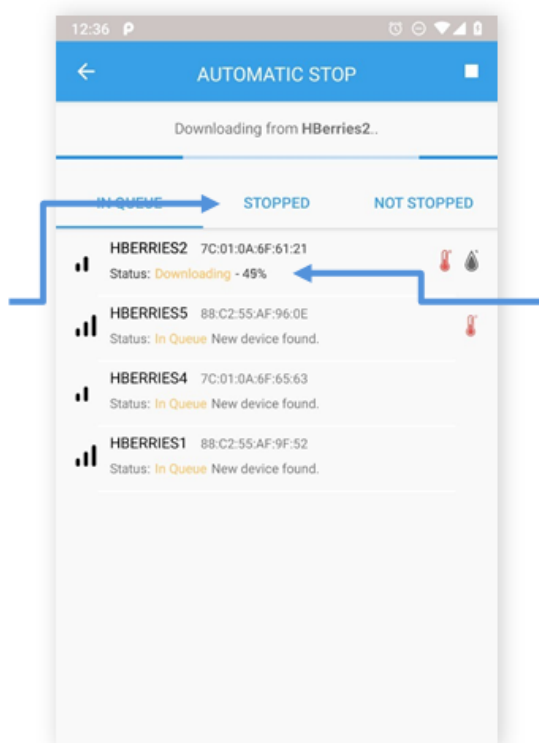 12:36
AUTOMATIC STOP
Downloading from HBerries2..
IN QUEUE STOPPED NOT STOPPED
HBERRIES2 7C:01:0A:6F:61:21
Status: Downloading - 49%
HBERRIES5 88:C2:55:AF:96:0E
Status: In Queue New device found.
HBERRIES4 7C:01:0A:6F:65:63
Status: In Queue New device found.
HBERRIES1 88:C2:55:AF:9F:52
Status: In Queue New device found.